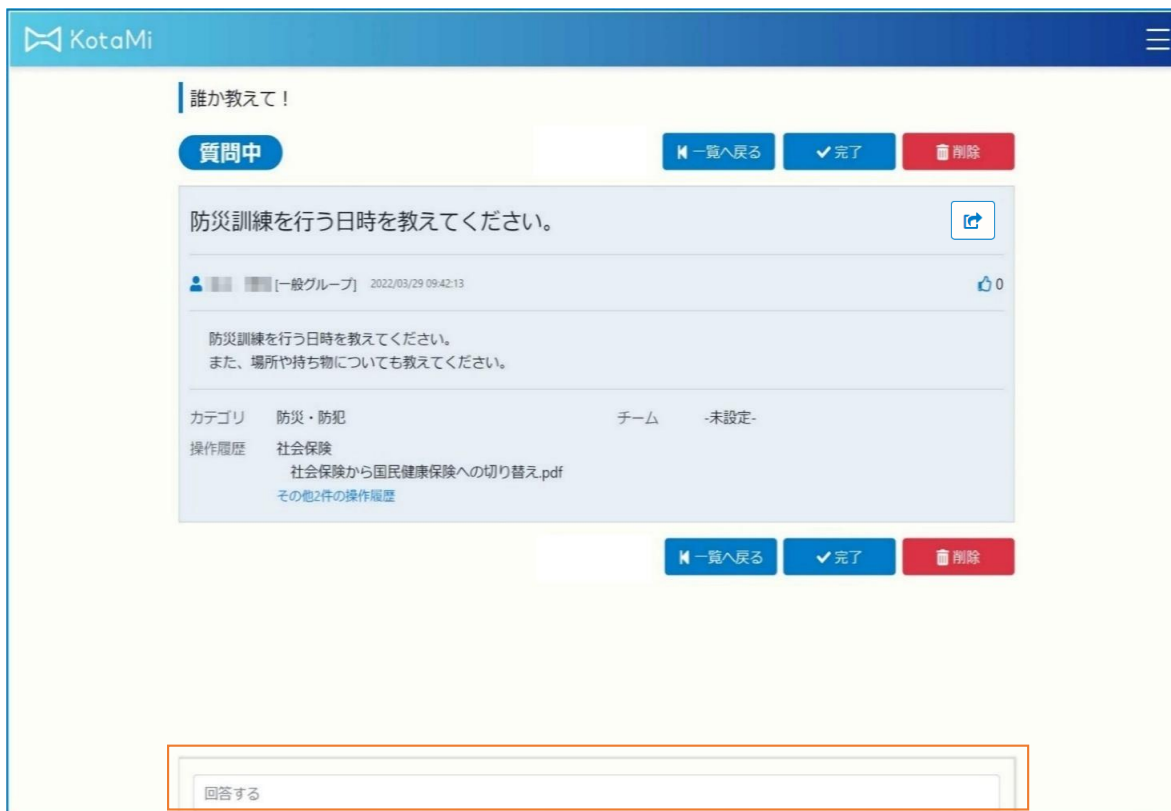 KotaMi
誰か教えて！
質問中
一覧へ戻る 完了 削除
防災訓練を行う日時を教えてください。
[一般グループ] 2022/03/29 09:42:13 0
防災訓練を行う日時を教えてください。
また、場所や持ち物についても教えてください。
カテゴリ 防災・防犯 チーム -未設定-
操作履歴 社会保険
社会保険から国民健康保険への切り替え.pdf
その他2件の操作履歴
一覧へ戻る 完了 削除
回答する